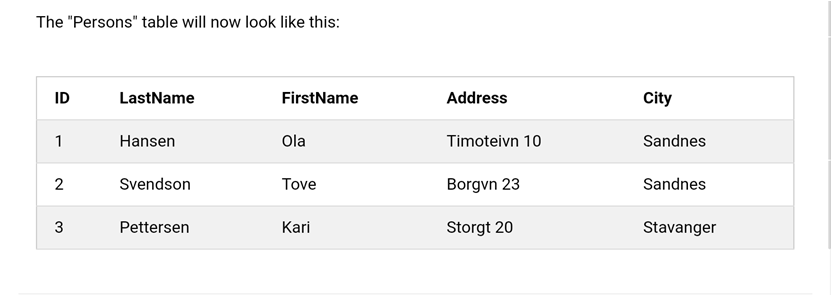 The "Persons" table will now look like this:
ID LastName FirstName Address City
1 Hansen Ola Timoteivn 10 Sandnes
2 Svendson Tove Borgvn 23 Sandnes
3 Pettersen Kari Storgt 20 Stavanger